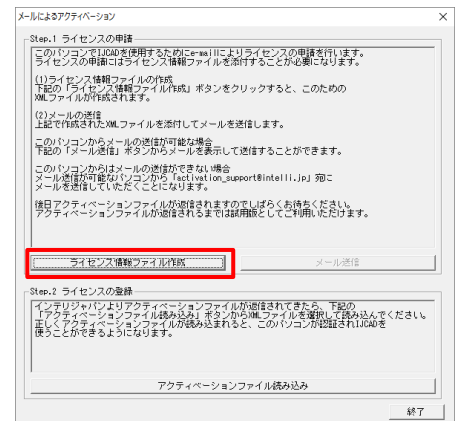 メールによるアクティベーション
Step.1 ライセンスの申請
このパソコンでIJCADを使用するためにe-mailによりライセンスの申請を行います。
ライセンスの申請にはライセンス情報ファイルを添付することが必要になります。
(1)ライセンス情報ファイルの作成
下記の「ライセンス情報ファイル作成」ボタンをクリックすると、このための
XMLファイルが作成されます。
(2)メールの送信
上記で作成されたXMLファイルを添付してメールを送信します。
このパソコンからメールの送信が可能な場合
下記の「メール送信」ボタンからメールを表示して送信することができます。
このパソコンからはメールの送信ができない場合
メール送信が可能なパソコンから「activation_support@intelli.jp」宛に
メールを送信していただくことになります。
後日アクティベーションファイルが返信されますのでしばらくお待ちください。
アクティベーションファイルが返信されるまでは試用版としてご利用いただけます。
ライセンス情報ファイル作成 メール送信
Step.2 ライセンスの登録
インテリジャパンよりアクティベーションファイルが返信されてきたら、下記の
「アクティベーションファイル読み込み」ボタンからXMLファイルを選択して読み込んでください。
正しくアクティベーションファイルが読み込まれると、このパソコンが認証されIJCADを
使うことができるようになります。
アクティベーションファイル読み込み
終了